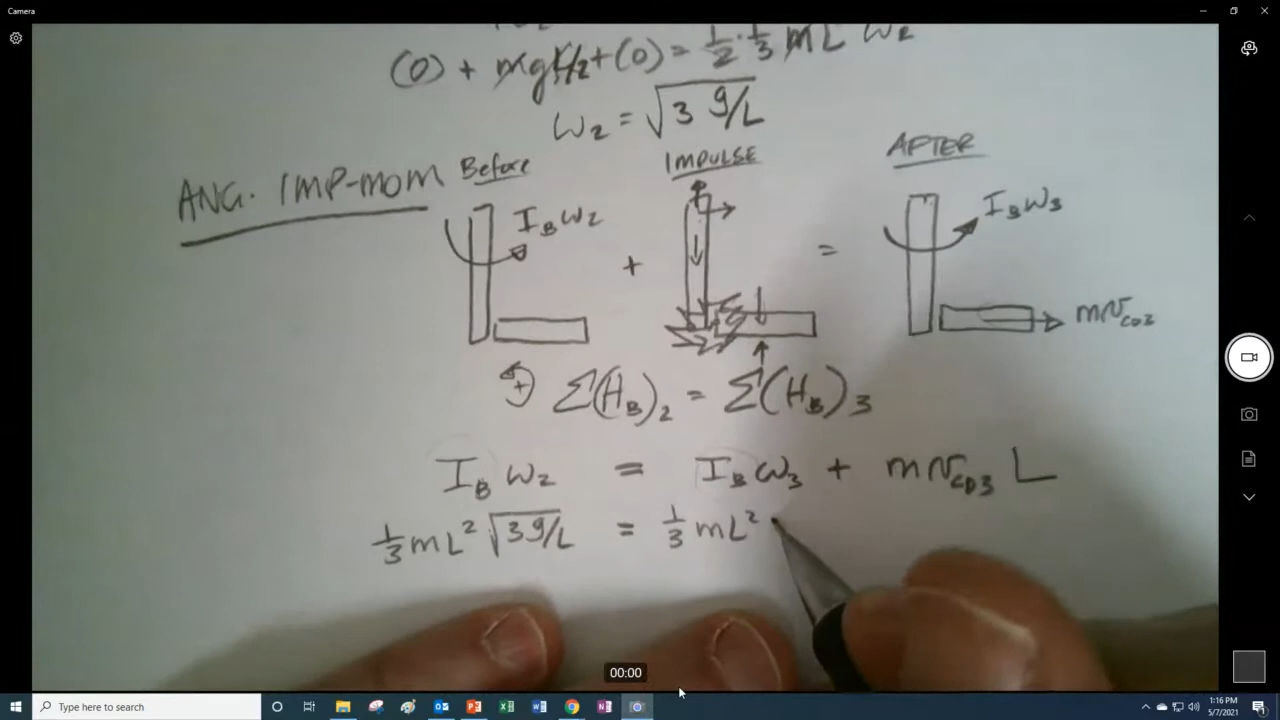 Camera
(0) + mgL/2 + (0) = 1/2 · 1/3 mL ω₂
ω₂ = √(3 g/L)
ANG. IMP-MOM Before IMPULSE AFTER
I_B ω₂ + = I_B ω₃
mv_CD2
Σ(H_B)₂ = Σ(H_B)₃
I_B ω₂ = I_B ω₃ + mv_CD3 L
1/3 mL² √(3 g/L) = 1/3 mL²
00:00
Type here to search
1:16 PM
5/7/2021